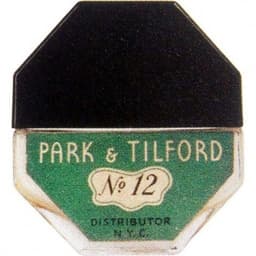 PARK & TILFORD
Nº 12
DISTRIBUTOR
N.Y.C.